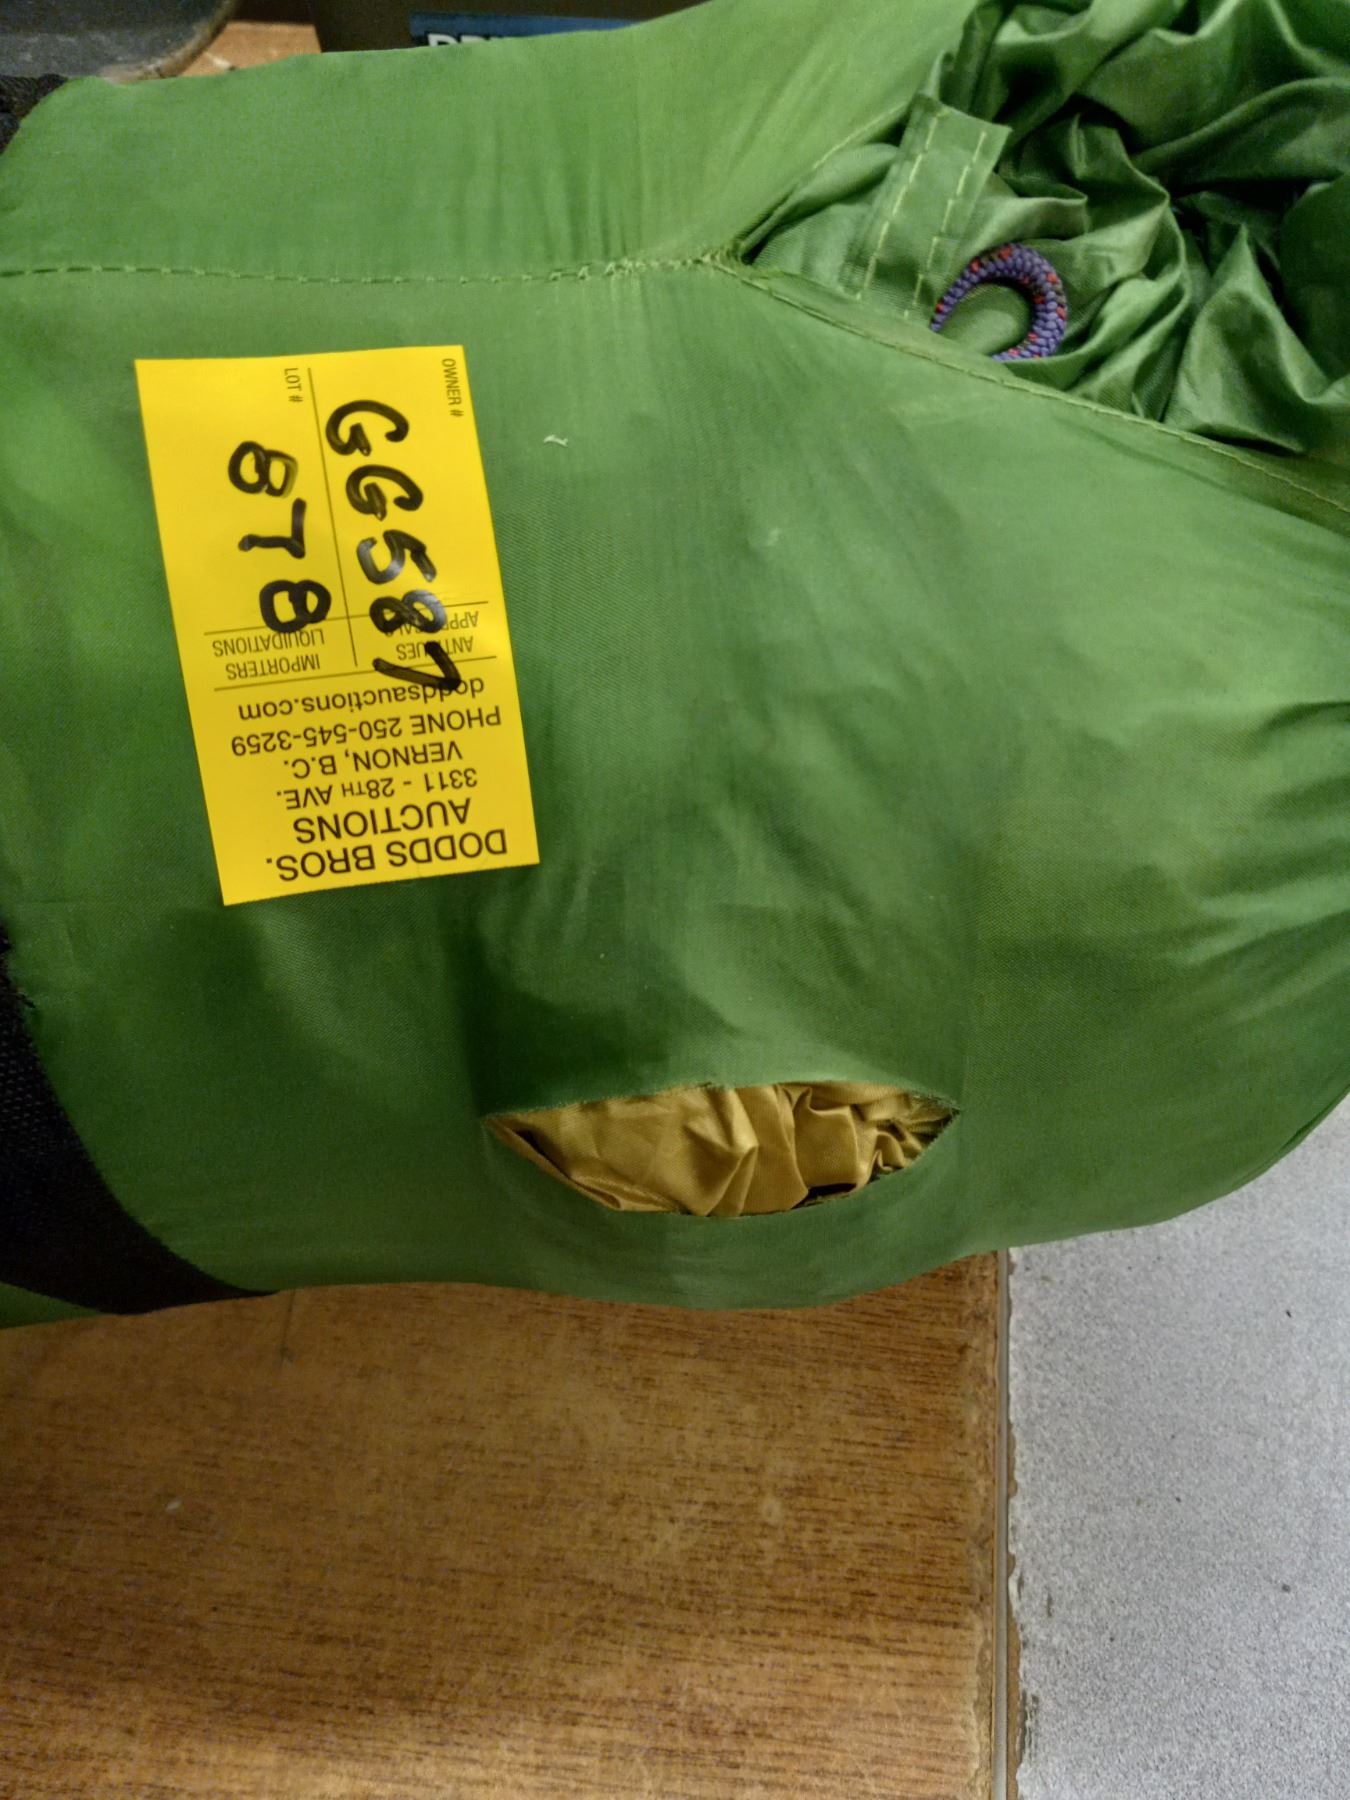 DODDS BROS.
AUCTIONS
3311 - 28TH AVE.
VERNON, B.C.
PHONE 250-545-3259
doddsauctions.com
ANTIQUES
APPRAISALS
IMPORTERS
LIQUIDATIONS
OWNER #
GG587
LOT #
878